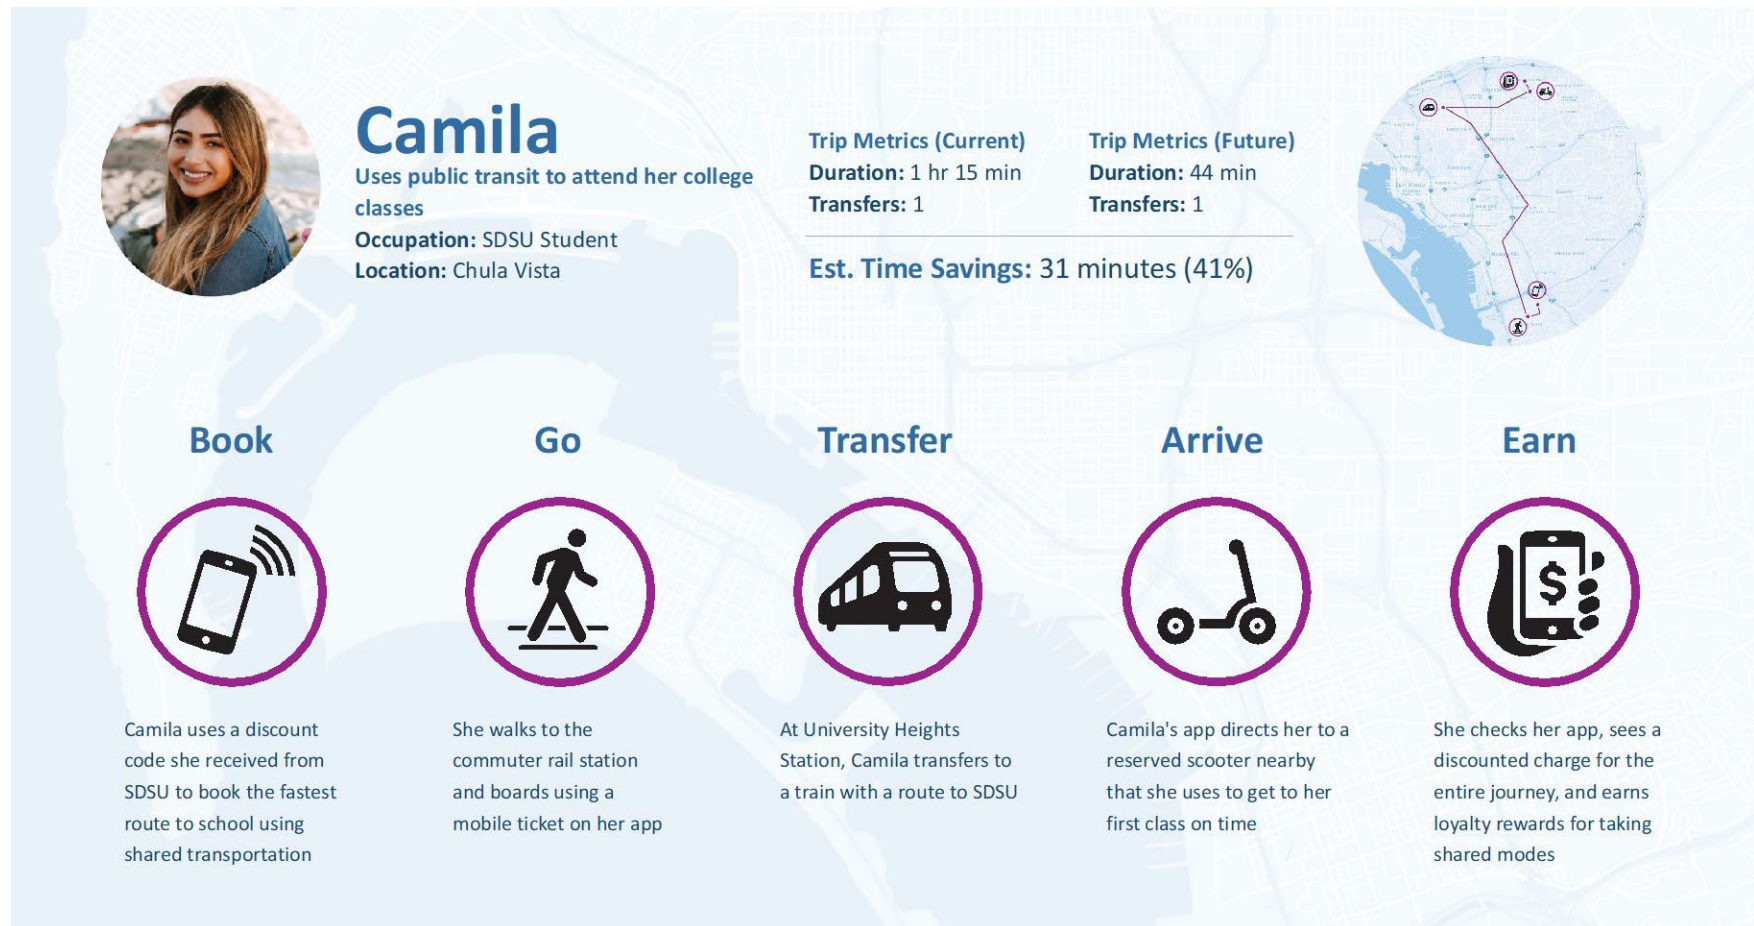 Camila
Uses public transit to attend her college
classes
Occupation: SDSU Student
Location: Chula Vista
Trip Metrics (Current)
Duration: 1 hr 15 min
Transfers: 1
Trip Metrics (Future)
Duration: 44 min
Transfers: 1
Est. Time Savings: 31 minutes (41%)
Book
Camila uses a discount
code she received from
SDSU to book the fastest
route to school using
shared transportation
Go
She walks to the
commuter rail station
and boards using a
mobile ticket on her app
Transfer
At University Heights
Station, Camila transfers to
a train with a route to SDSU
Arrive
Camila's app directs her to a
reserved scooter nearby
that she uses to get to her
first class on time
Earn
$
She checks her app, sees a
discounted charge for the
entire journey, and earns
loyalty rewards for taking
shared modes